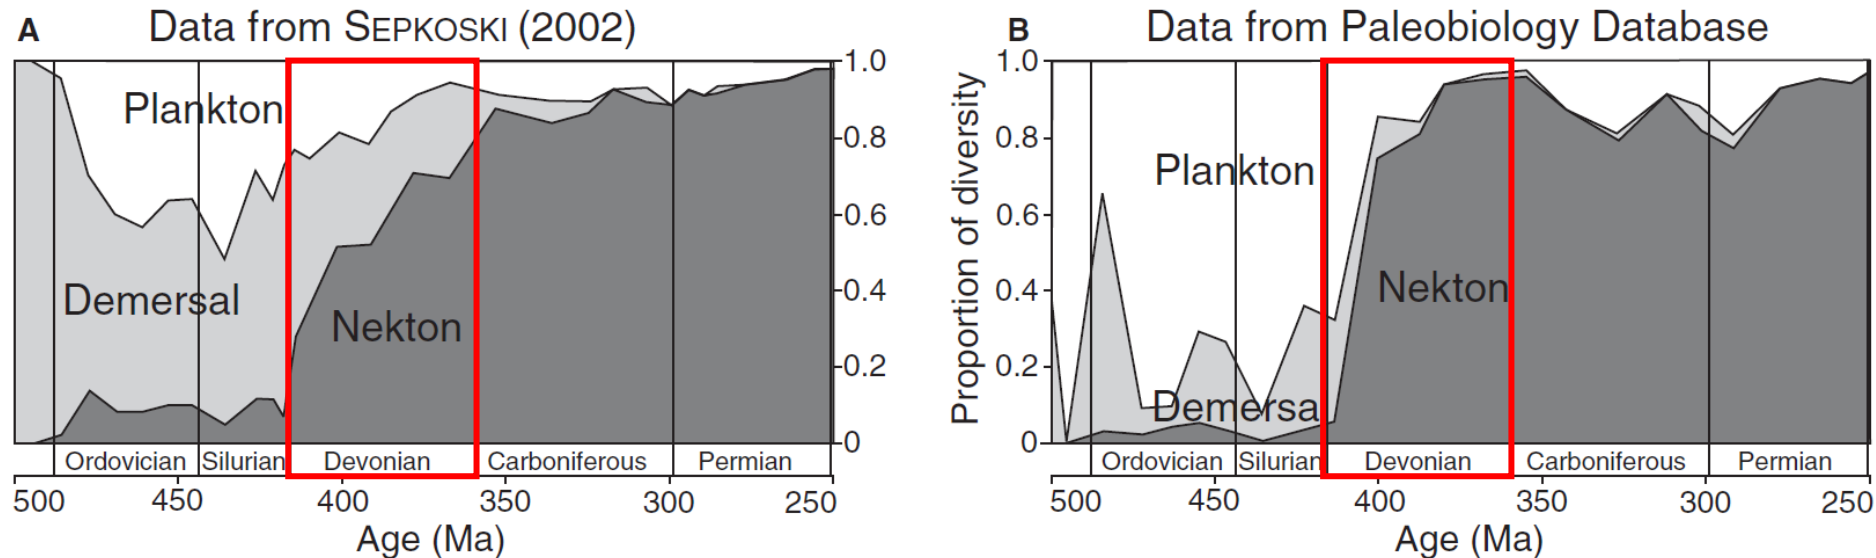 A Data from SEPKOSKI (2002)
1.0
0.8
0.6
0.4
0.2
0
Plankton
Demersal
Nekton
Ordovician Silurian Devonian Carboniferous Permian
500 450 400 350 300 250
Age (Ma)
B Data from Paleobiology Database
Proportion of diversity
1.0
0.8
0.6
0.4
0.2
0
Plankton
Nekton
Demersa
Ordovician Silurian Devonian Carboniferous Permian
500 450 400 350 300 250
Age (Ma)